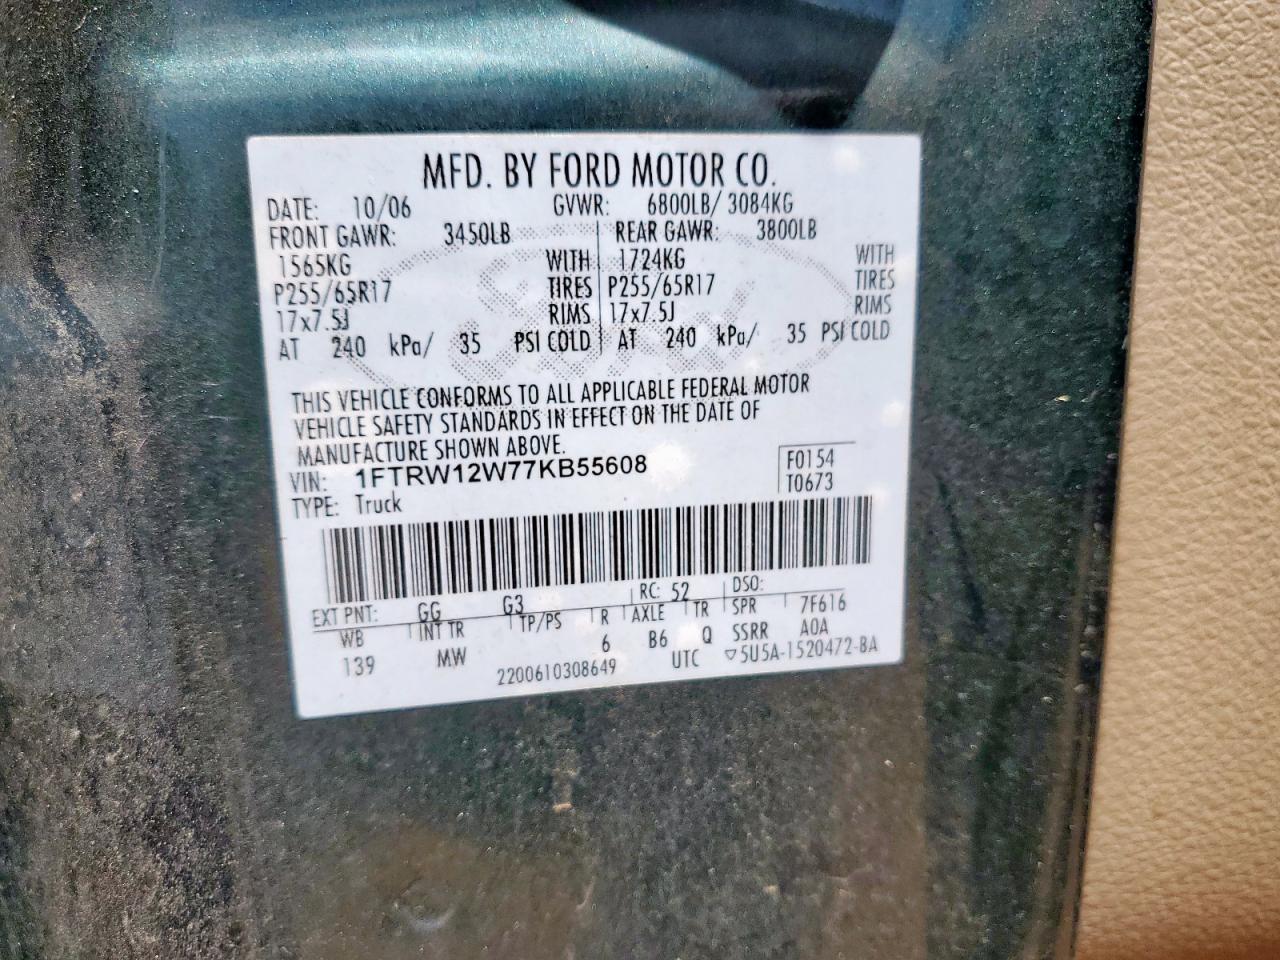 MFD. BY FORD MOTOR CO.
DATE: 10/06 GVWR: 6800LB/ 3084KG
FRONT GAWR: 3450LB REAR GAWR: 3800LB
1565KG WITH 1724KG WITH
P255/65R17 TIRES P255/65R17 TIRES
17x7.5J RIMS 17x7.5J RIMS
AT 240 kPa/ 35 PSI COLD AT 240 kPa/ 35 PSI COLD
THIS VEHICLE CONFORMS TO ALL APPLICABLE FEDERAL MOTOR
VEHICLE SAFETY STANDARDS IN EFFECT ON THE DATE OF
MANUFACTURE SHOWN ABOVE.
VIN: 1FTRW12W77KB55608 F0154
TYPE: Truck T0673
EXT PNT: GG G3 RC: 52 DSO:
WB INT TR TP/PS R AXLE TR SPR 7F616
139 MW 6 B6 Q SSRR A0A
2200610308649 UTC ▽5U5A-1520472-BA